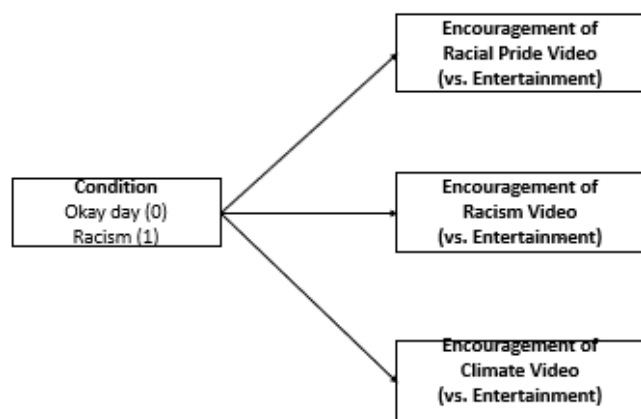 Encouragement of
Racial Pride Video
(vs. Entertainment)
Condition
Okay day (0)
Racism (1)
Encouragement of
Racism Video
(vs. Entertainment)
Encouragement of
Climate Video
(vs. Entertainment)